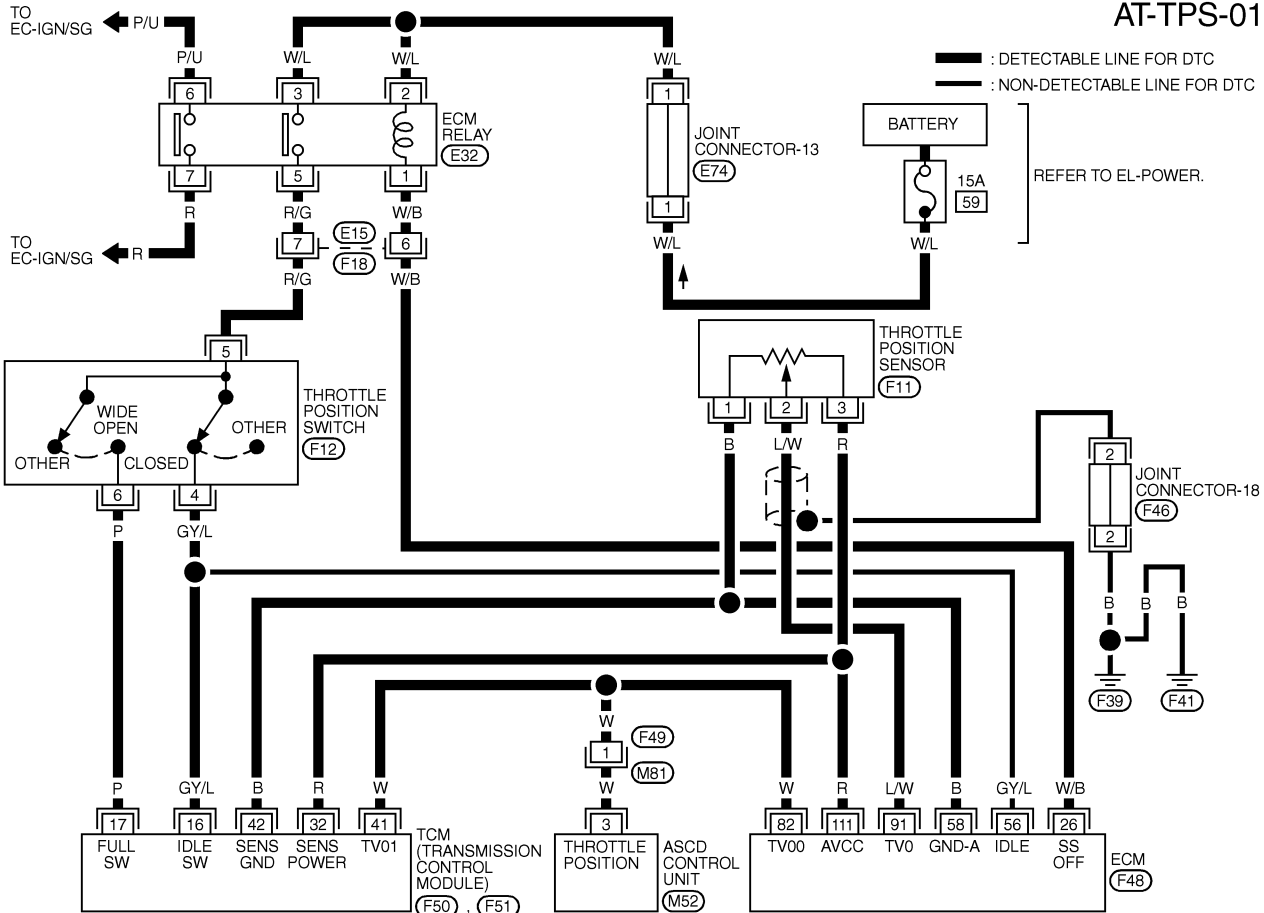 AT-TPS-01
TO
EC-IGN/SG
P/U
: DETECTABLE LINE FOR DTC
: NON-DETECTABLE LINE FOR DTC
P/U
W/L
W/L
W/L
6
3
2
1
ECM
RELAY
E32
JOINT
CONNECTOR-13
E74
BATTERY
15A
59
REFER TO EL-POWER.
7
5
1
1
R
R/G
W/B
W/L
W/L
TO
EC-IGN/SG
R
7
E15
F18
6
R/G
W/B
5
THROTTLE
POSITION
SWITCH
F12
WIDE
OPEN
OTHER
OTHER
CLOSED
THROTTLE
POSITION
SENSOR
F11
1
2
3
B
L/W
R
6
4
P
GY/L
2
JOINT
CONNECTOR-18
F46
2
B
B
B
F39
F41
W
1
F49
M81
P
GY/L
B
R
W
W
W
R
L/W
B
GY/L
W/B
17
16
42
32
41
3
82
111
91
58
56
26
FULL
SW
IDLE
SW
SENS
GND
SENS
POWER
TV01
TCM
(TRANSMISSION
CONTROL
MODULE)
F50 , F51
THROTTLE
POSITION
ASCD
CONTROL
UNIT
M52
TV00
AVCC
TV0
GND-A
IDLE
SS
OFF
ECM
F48